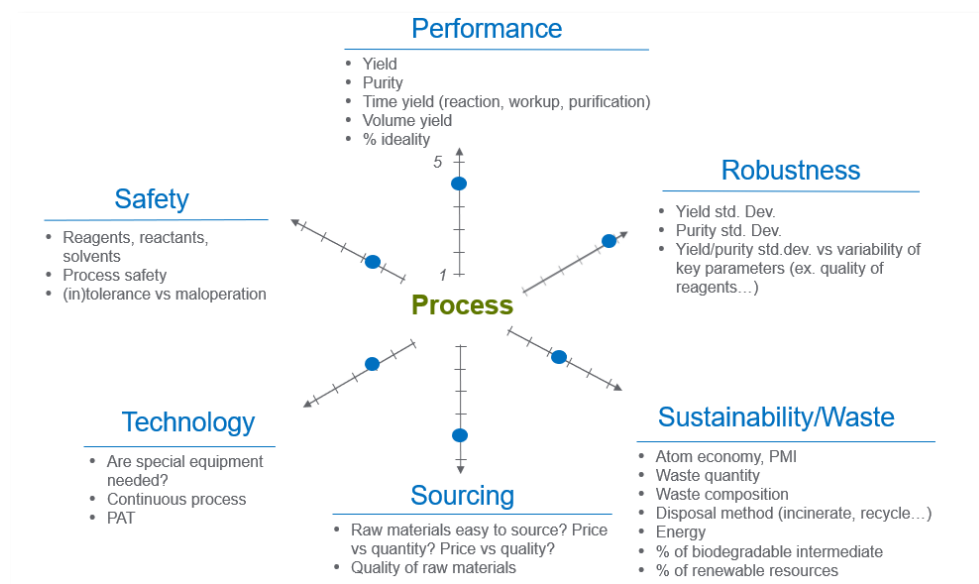 Performance
• Yield
• Purity
• Time yield (reaction, workup, purification)
• Volume yield
• % ideality
5
1
Robustness
• Yield std. Dev.
• Purity std. Dev.
• Yield/purity std.dev. vs variability of
key parameters (ex. quality of
reagents…)
Safety
• Reagents, reactants,
solvents
• Process safety
• (in)tolerance vs maloperation
Process
Technology
• Are special equipment
needed?
• Continuous process
• PAT
Sourcing
• Raw materials easy to source? Price
vs quantity? Price vs quality?
• Quality of raw materials
Sustainability/Waste
• Atom economy, PMI
• Waste quantity
• Waste composition
• Disposal method (incinerate, recycle…)
• Energy
• % of biodegradable intermediate
• % of renewable resources